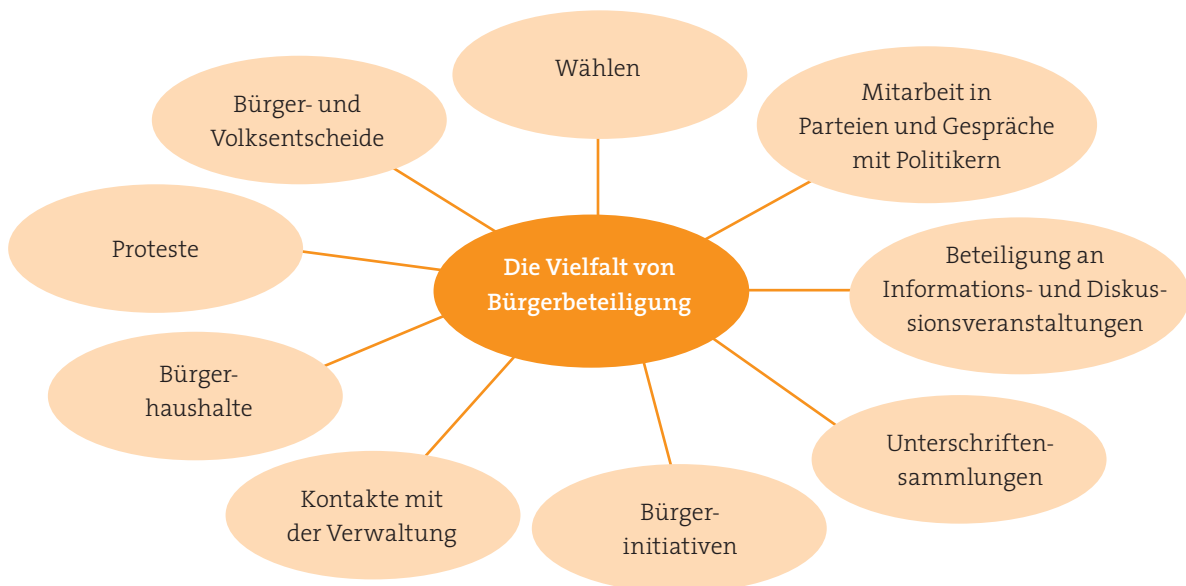 Wählen
Mitarbeit in
Parteien und Gespräche
mit Politikern
Bürger- und
Volksentscheide
Proteste
Die Vielfalt von
Bürgerbeteiligung
Beteiligung an
Informations- und Diskus-
sionsveranstaltungen
Bürger-
haushalte
Unterschriften-
sammlungen
Kontakte mit
der Verwaltung
Bürger-
initiativen